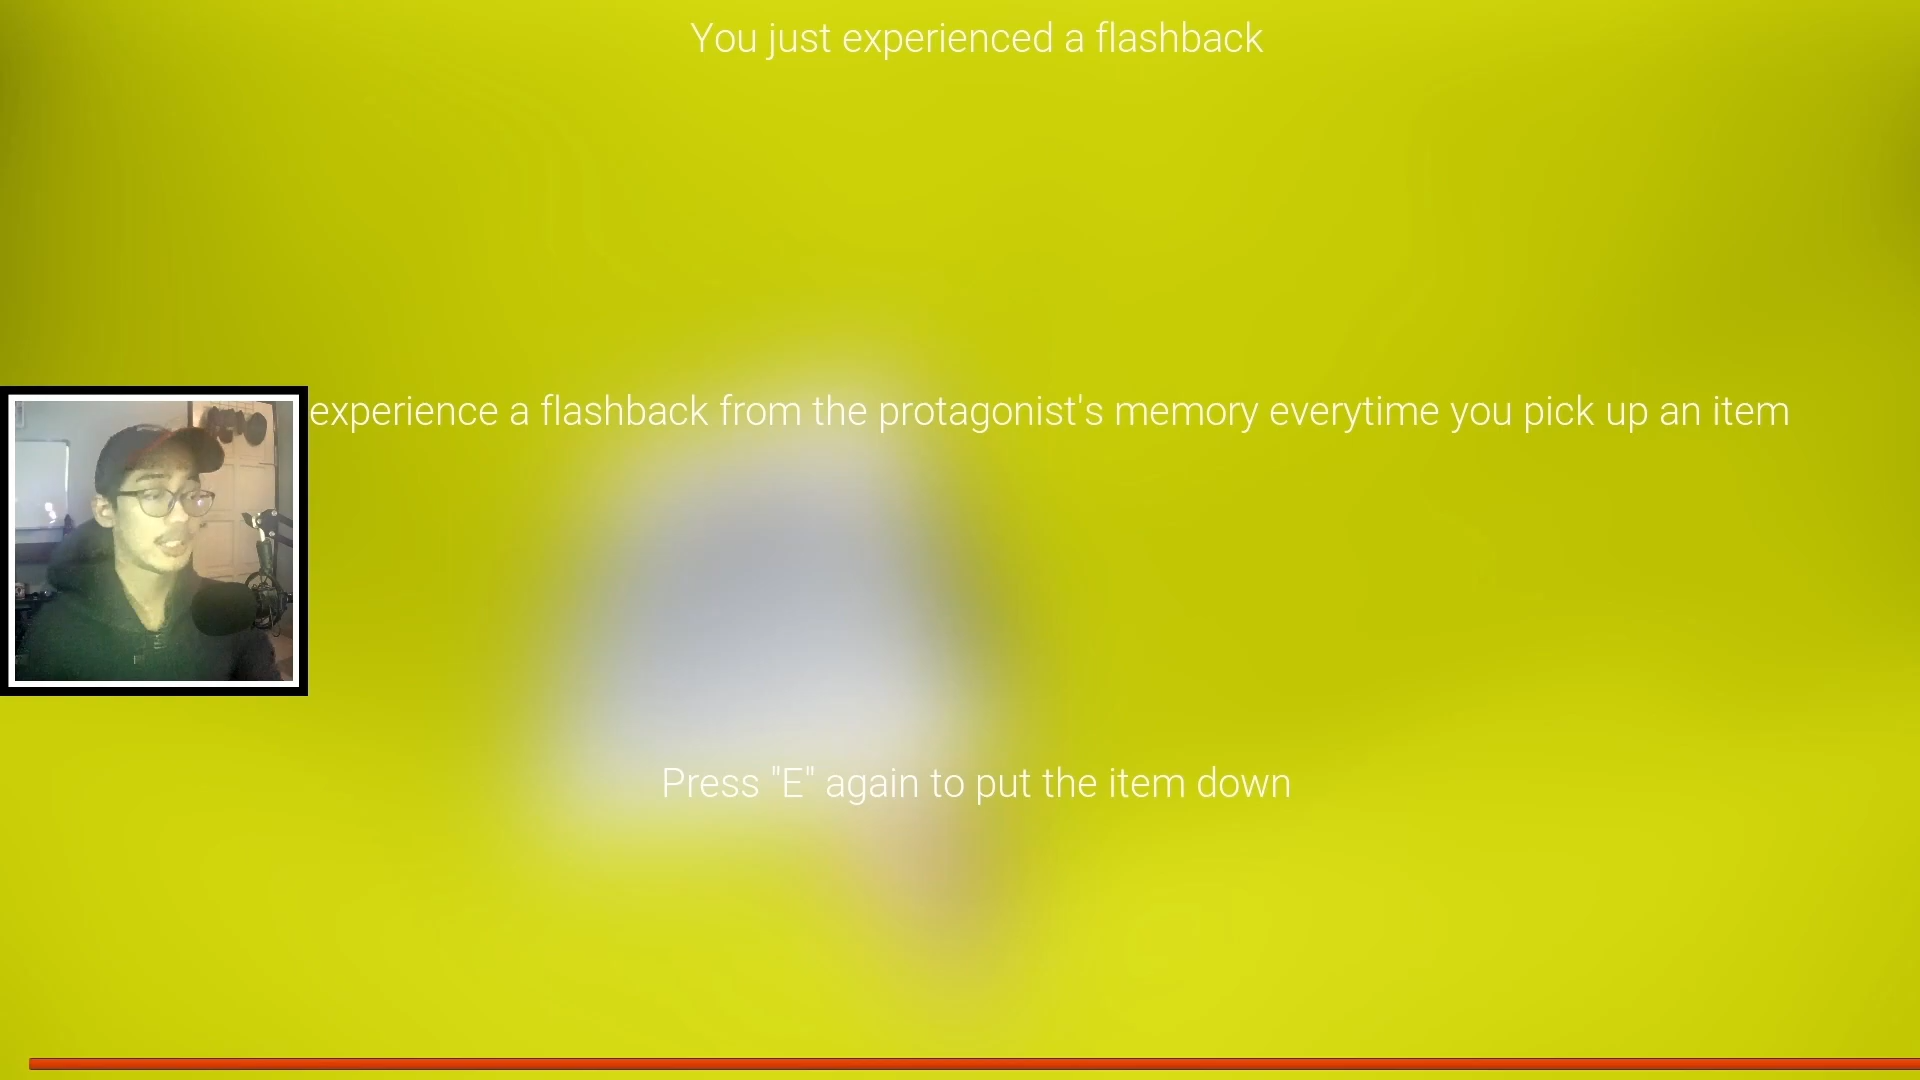 You just experienced a flashback
experience a flashback from the protagonist's memory everytime you pick up an item
Press "E" again to put the item down